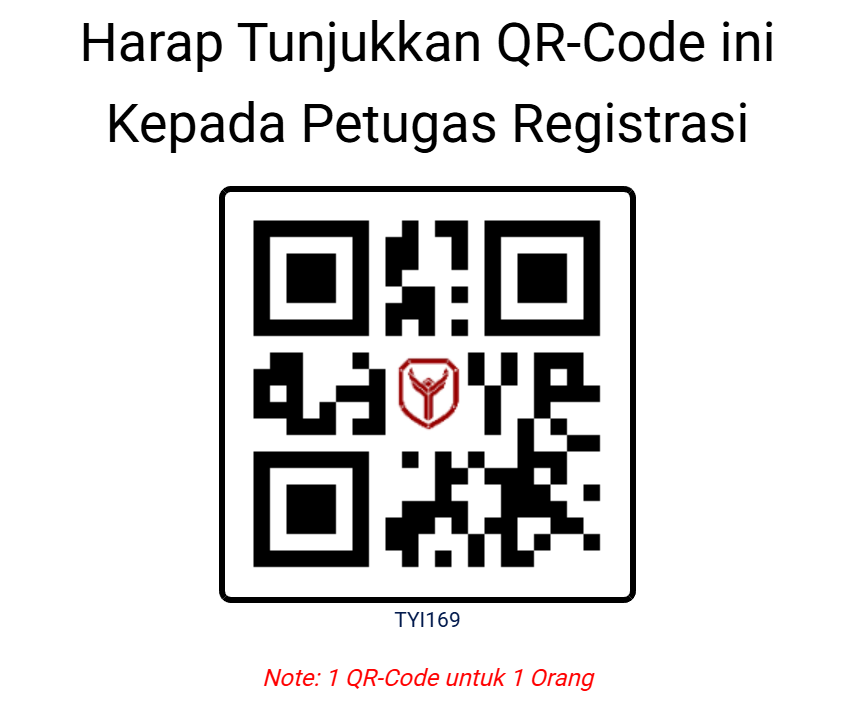 Harap Tunjukkan QR-Code ini
Kepada Petugas Registrasi
TYI169
Note: 1 QR-Code untuk 1 Orang